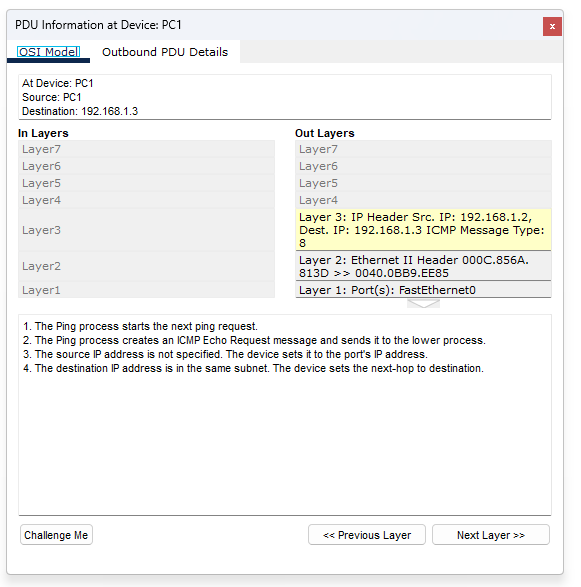 PDU Information at Device: PC1
x
OSI Model
Outbound PDU Details
At Device: PC1
Source: PC1
Destination: 192.168.1.3
In Layers
Layer7
Layer6
Layer5
Layer4
Layer3
Layer2
Layer1
Out Layers
Layer7
Layer6
Layer5
Layer4
Layer 3: IP Header Src. IP: 192.168.1.2,
Dest. IP: 192.168.1.3 ICMP Message Type:
8
Layer 2: Ethernet II Header 000C.856A.
813D >> 0040.0BB9.EE85
Layer 1: Port(s): FastEthernet0
1. The Ping process starts the next ping request.
2. The Ping process creates an ICMP Echo Request message and sends it to the lower process.
3. The source IP address is not specified. The device sets it to the port's IP address.
4. The destination IP address is in the same subnet. The device sets the next-hop to destination.
Challenge Me
<< Previous Layer
Next Layer >>